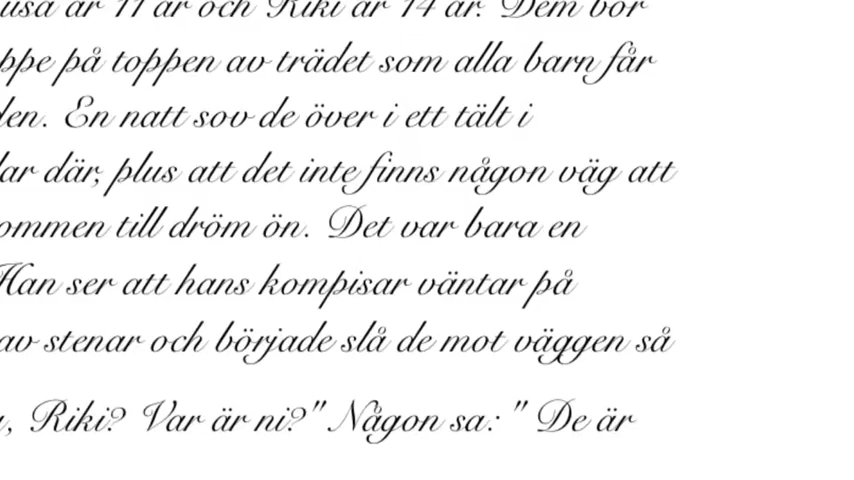 är 11 år och Riki är 14 år. Dem bor
på toppen av trädet som alla barn får
En natt sov de över i ett tält i
där, plus att det inte finns någon väg att
till dröm ön. Det var bara en
Han ser att hans kompisar väntar på
av stenar och började slå de mot väggen så
, Riki? Var är ni?" Någon sa: " De är